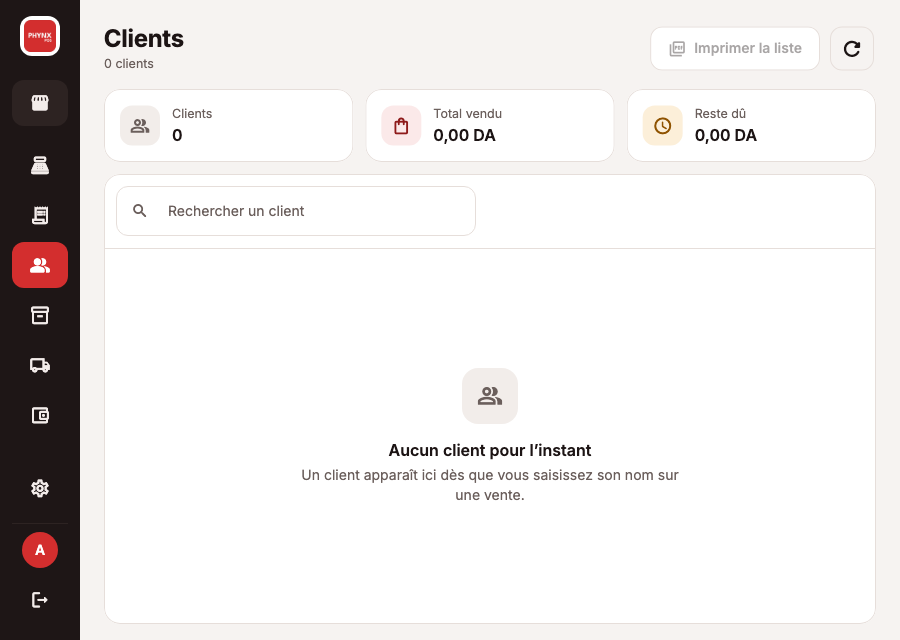 PHYNX
Clients
0 clients
Imprimer la liste
Clients
0
Total vendu
0,00 DA
Reste dû
0,00 DA
Rechercher un client
Aucun client pour l’instant
Un client apparaît ici dès que vous saisissez son nom sur
une vente.
A